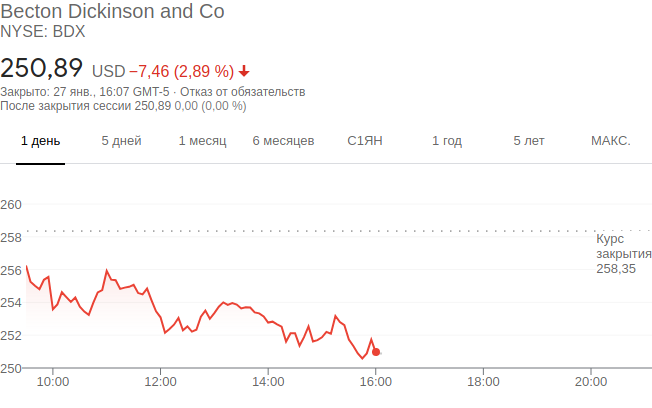 Becton Dickinson and Co
NYSE: BDX
250,89 USD −7,46 (2,89 %)
Закрыто: 27 янв., 16:07 GMT-5 · Отказ от обязательств
После закрытия сессии 250,89 0,00 (0,00 %)
1 день 5 дней 1 месяц 6 месяцев С1ЯН 1 год 5 лет МАКС.
260
258
Курс
закрытия
258,35
256
254
252
250
10:00 12:00 14:00 16:00 18:00 20:00